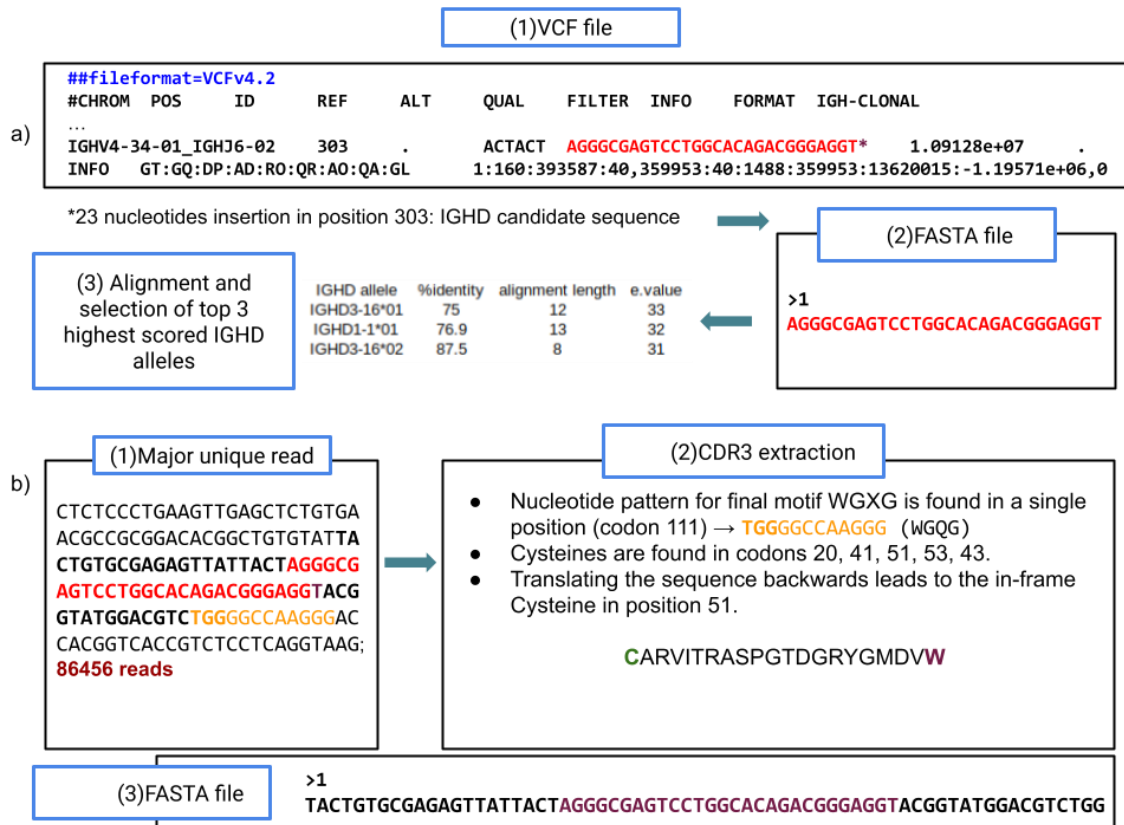 (1)VCF file
a)
##fileformat=VCFv4.2
#CHROM POS ID REF ALT QUAL FILTER INFO FORMAT IGH-CLONAL
...
IGHV4-34-01_IGHJ6-02 303 . ACTACT AGGGCGAGTCCTGGCACAGACGGGAGGT* 1.09128e+07 .
INFO GT:GQ:DP:AD:RO:QR:AO:QA:GL 1:160:393587:40,359953:40:1488:359953:13620015:-1.19571e+06,0
*23 nucleotides insertion in position 303: IGHD candidate sequence
(2)FASTA file
>1
AGGGCGAGTCCTGGCACAGACGGGAGGT
(3) Alignment and
selection of top 3
highest scored IGHD
alleles
IGHD allele %identity alignment length e.value
IGHD3-16*01 75 12 33
IGHD1-1*01 76.9 13 32
IGHD3-16*02 87.5 8 31
b)
(1)Major unique read
CTCTCCCTGAAGTTGAGCTCTGTGA
ACGCCGCGGACACGGCTGTGTATTA
CTGTGCGAGAGTTATTACTAGGGCG
AGTCCTGGCACAGACGGGAGGTACG
GTATGGACGTCTGGGGCCAAGGGAC
CACGGTCACCGTCTCCTCAGGTAAG;
86456 reads
(2)CDR3 extraction
● Nucleotide pattern for final motif WGXG is found in a single
position (codon 111) → TGGGGCCAAGGG (WGQG)
● Cysteines are found in codons 20, 41, 51, 53, 43.
● Translating the sequence backwards leads to the in-frame
Cysteine in position 51.
CARVITRASPGTDGRYGMDVW
(3)FASTA file
>1
TACTGTGCGAGAGTTATTACTAGGGCGAGTCCTGGCACAGACGGGAGGTACGGTATGGACGTCTGG